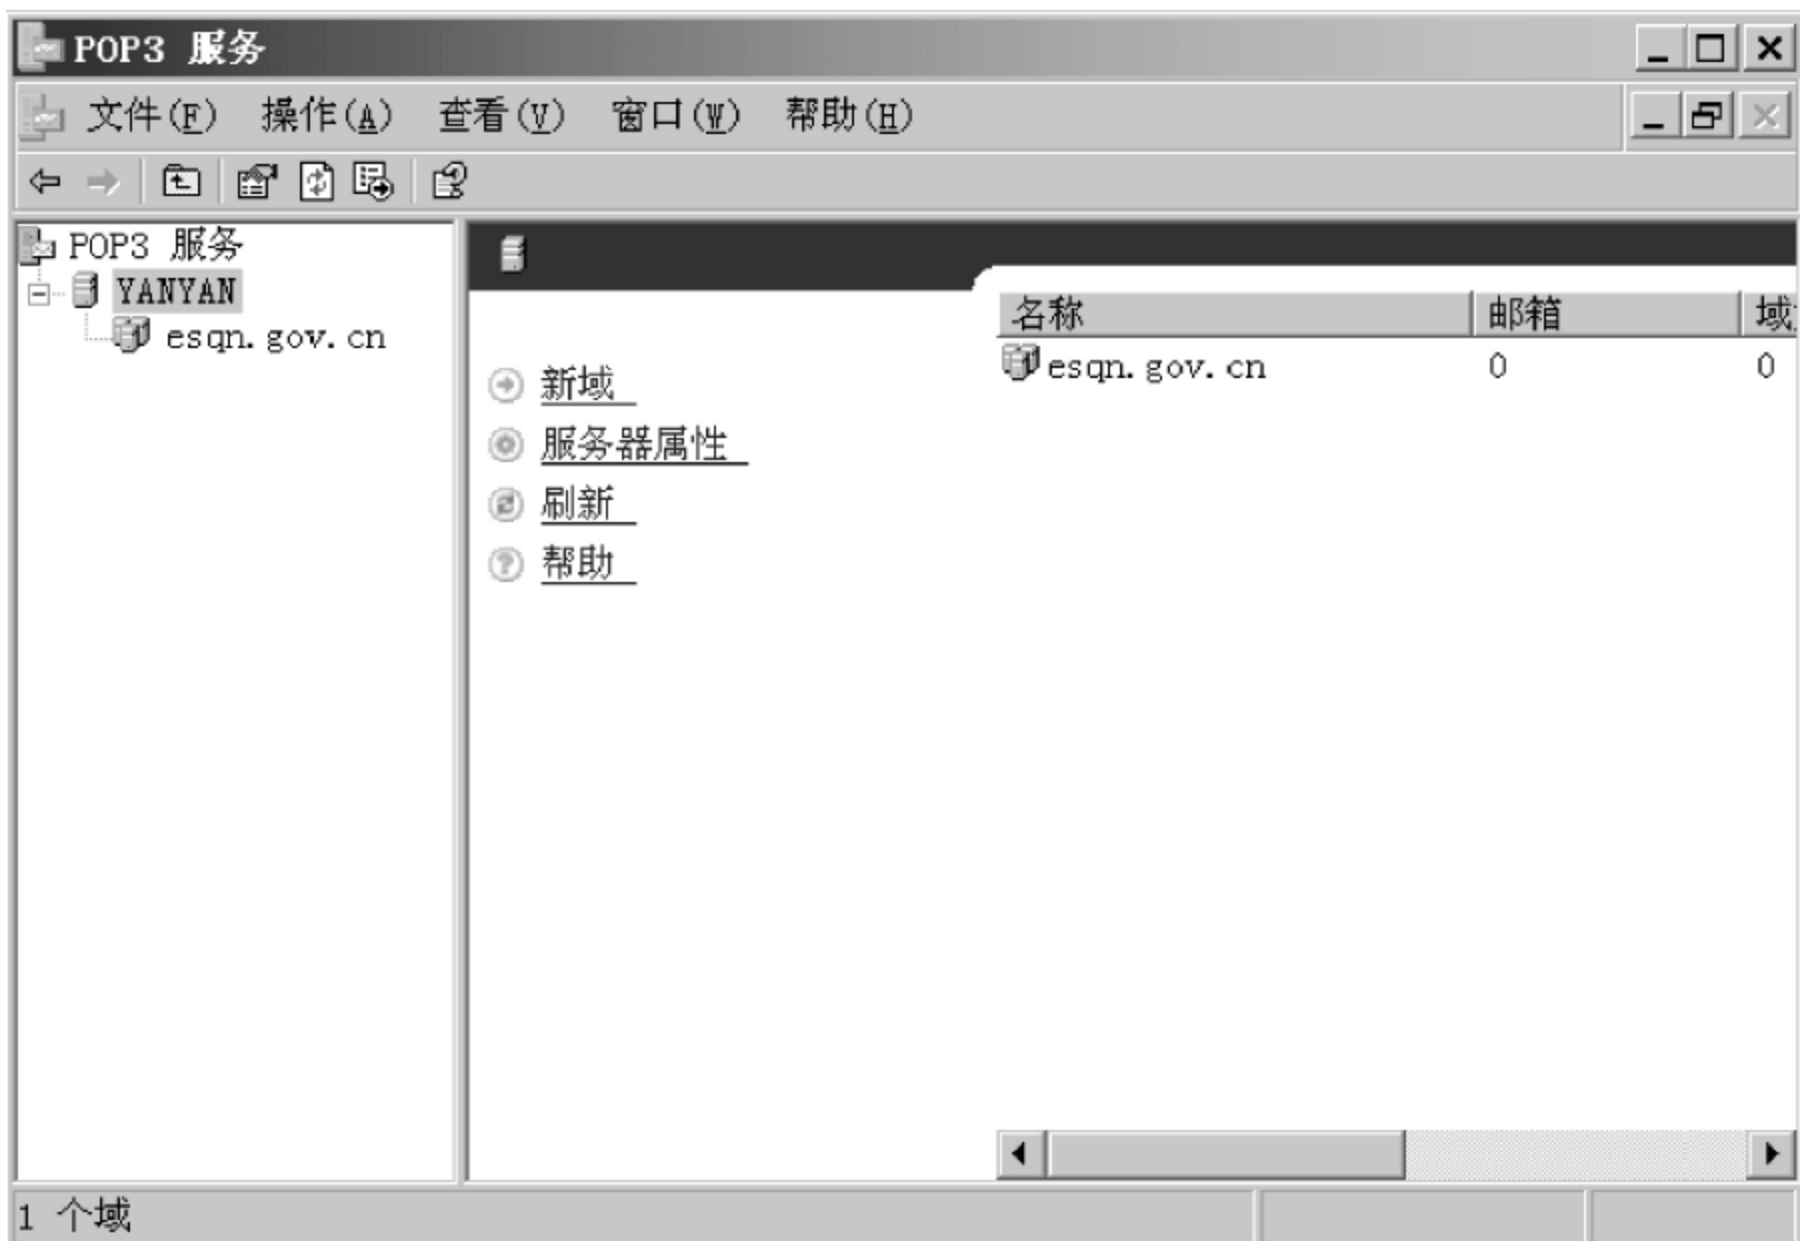 POP3 服务
文件(F) 操作(A) 查看(V) 窗口(W) 帮助(H)
POP3 服务
YANYAN
esqn.gov.cn
新域
服务器属性
刷新
帮助
名称 邮箱 域
esqn.gov.cn 0 0
1 个域